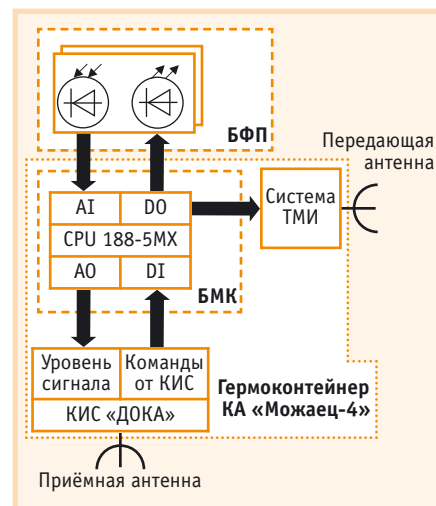 БФП
Передающая
антенна
AI
DO
Система
ТМИ
CPU 188-5MX
AO
DI
БМК
Уровень
сигнала
Команды
от КИС
КИС «ДОКА»
Гермоконтейнер
КА «Можаец-4»
Приёмная антенна